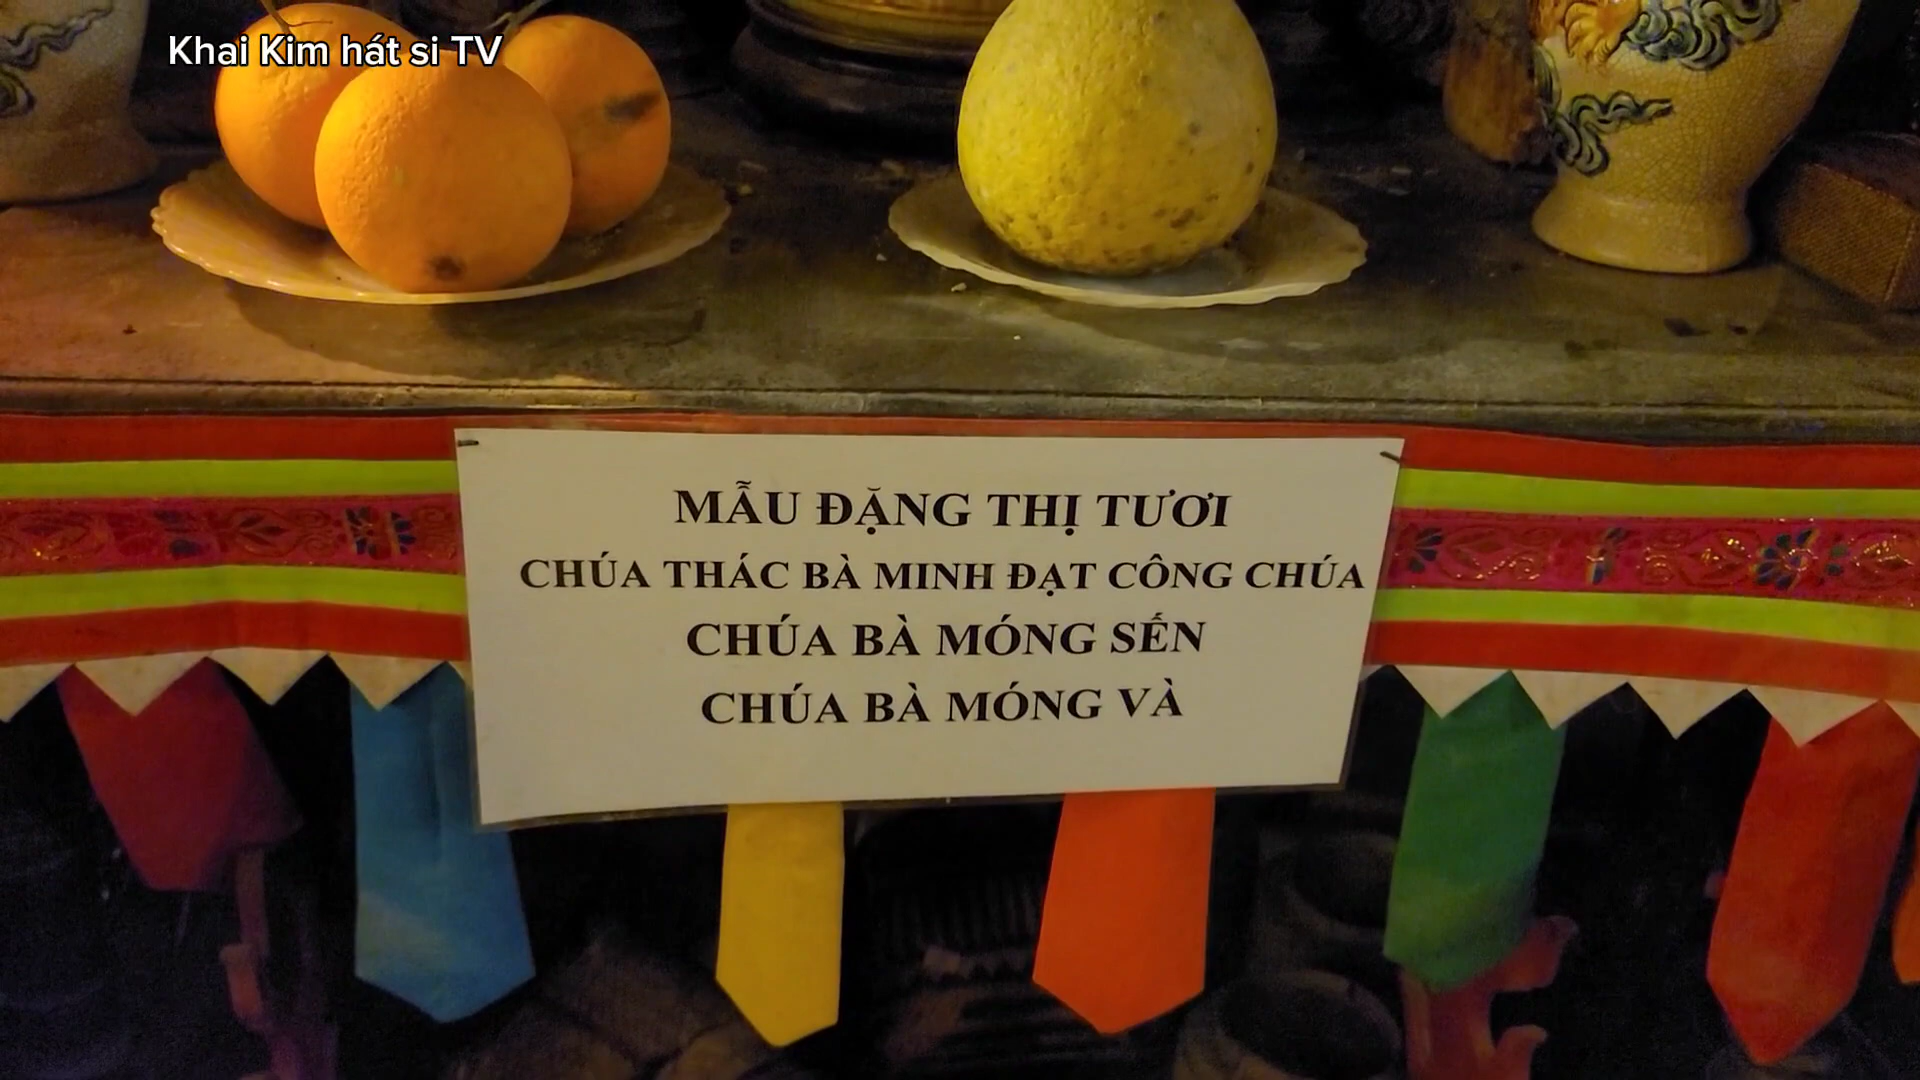 Khai Kim hát si TV
MẪU ĐẶNG THỊ TƯƠI
CHÚA THÁC BÀ MINH ĐẠT CÔNG CHÚA
CHÚA BÀ MÓNG SẾN
CHÚA BÀ MÓNG VÀ